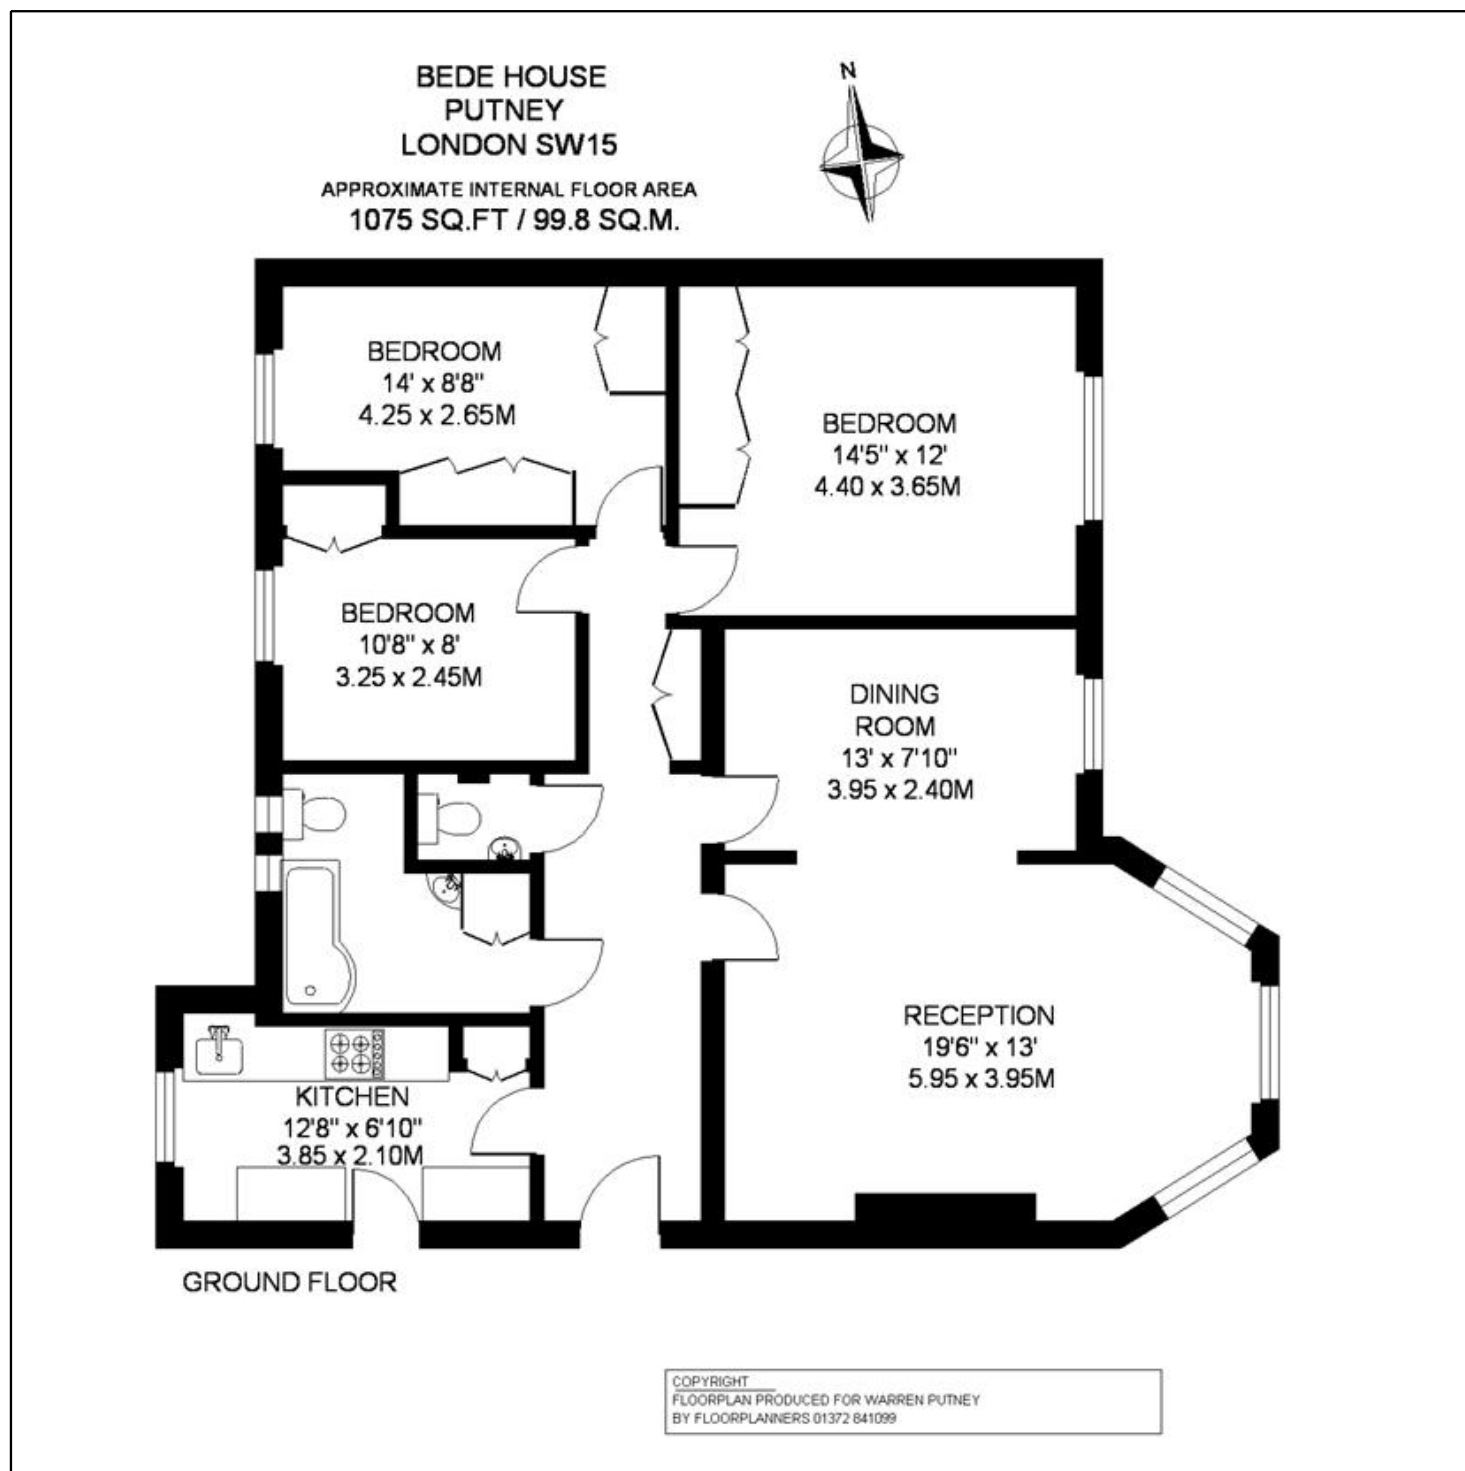 BEDE HOUSE
PUTNEY
LONDON SW15
APPROXIMATE INTERNAL FLOOR AREA
1075 SQ.FT / 99.8 SQ.M.
N
BEDROOM
14' x 8'8"
4.25 x 2.65M
BEDROOM
14'5" x 12'
4.40 x 3.65M
BEDROOM
10'8" x 8'
3.25 x 2.45M
DINING
ROOM
13' x 7'10"
3.95 x 2.40M
RECEPTION
19'6" x 13'
5.95 x 3.95M
KITCHEN
12'8" x 6'10"
3.85 x 2.10M
GROUND FLOOR
COPYRIGHT
FLOORPLAN PRODUCED FOR WARREN PUTNEY
BY FLOORPLANNERS 01372 841099